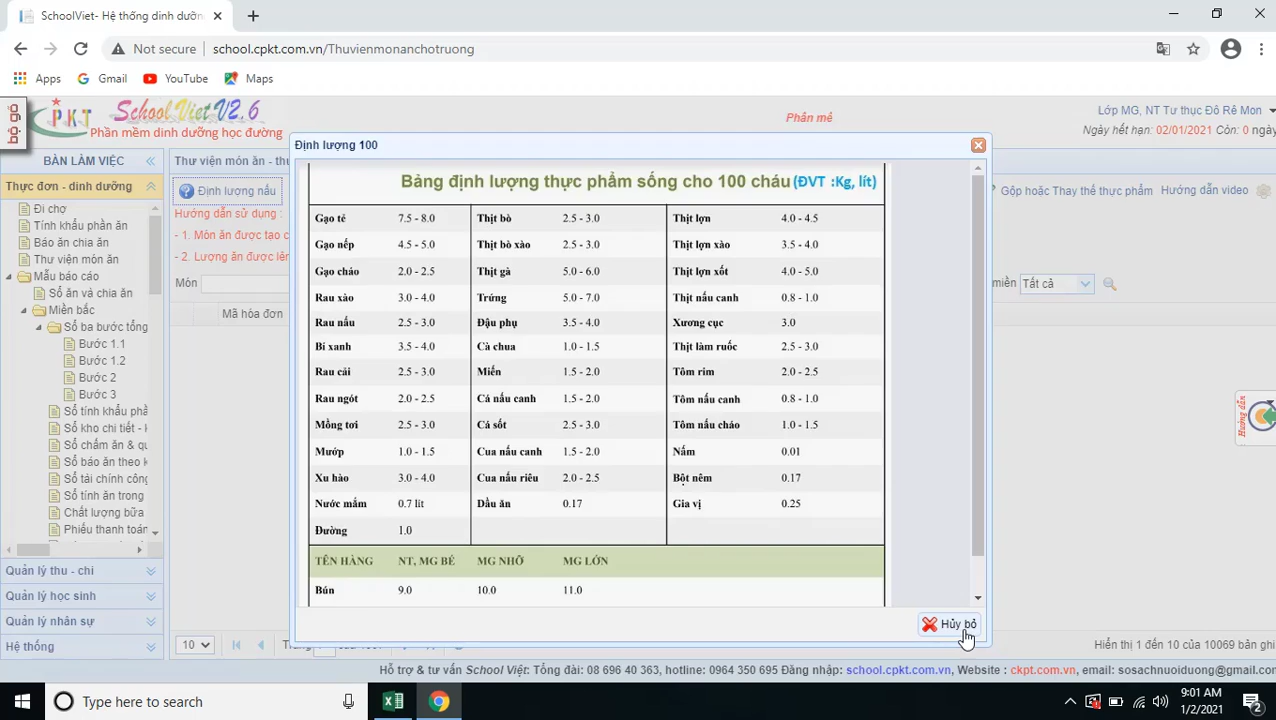 SchoolViet- Hệ thống dinh dưỡn
Not secure
school.cpkt.com.vn/Thuvienmonanchotruong
Apps
Gmail
YouTube
Maps
PKT
School Viet V2.6
Phần mềm dinh dưỡng học đường
Phần mề
Lớp MG, NT Tư thục Đô Rê Mon
Ngày hết hạn: 02/01/2021, Còn: 0 ngày
BÀN LÀM VIỆC
Thực đơn - dinh dưỡng
Đi chợ
Tính khẩu phần ăn
Báo ăn chia ăn
Thư viện món ăn
Mẫu báo cáo
Sổ ăn và chia ăn
Miền bắc
Sổ ba bước tổng
Bước 1.1
Bước 1.2
Bước 2
Bước 3
Sổ tính khẩu phầ
Sổ kho chi tiết -
Sổ chấm ăn & qu
Sổ báo ăn theo k
Sổ tài chính công
Sổ tính ăn trong
Chất lượng bữa
Phiếu thanh toán
Quản lý thu - chi
Quản lý học sinh
Quản lý nhân sự
Hệ thống
Thư viện món ăn - thu
Định lượng nấu
Hướng dẫn sử dụng :
- 1. Món ăn được tạo c
- 2. Lượng ăn được lên
Món
Mã hóa đơn
Gộp hoặc Thay thế thực phẩm
Hướng dẫn video
miền
Tất cả
Hướng dẫn
Định lượng 100
Bảng định lượng thực phẩm sống cho 100 cháu (ĐVT :Kg, lít)
Gạo tẻ 7.5 - 8.0 Thịt bò 2.5 - 3.0 Thịt lợn 4.0 - 4.5
Gạo nếp 4.5 - 5.0 Thịt bò xào 2.5 - 3.0 Thịt lợn xào 3.5 - 4.0
Gạo cháo 2.0 - 2.5 Thịt gà 5.0 - 6.0 Thịt lợn xốt 4.0 - 5.0
Rau xào 3.0 - 4.0 Trứng 5.0 - 7.0 Thịt nấu canh 0.8 - 1.0
Rau nấu 2.5 - 3.0 Đậu phụ 3.5 - 4.0 Xương cục 3.0
Bí xanh 3.5 - 4.0 Cà chua 1.0 - 1.5 Thịt làm ruốc 2.5 - 3.0
Rau cải 2.5 - 3.0 Miến 1.5 - 2.0 Tôm rim 2.0 - 2.5
Rau ngót 2.0 - 2.5 Cá nấu canh 1.5 - 2.0 Tôm nấu canh 0.8 - 1.0
Mồng tơi 2.5 - 3.0 Cá sốt 2.5 - 3.0 Tôm nấu cháo 1.0 - 1.5
Mướp 1.0 - 1.5 Cua nấu canh 1.5 - 2.0 Nấm 0.01
Xu hào 3.0 - 4.0 Cua nấu riêu 2.0 - 2.5 Bột nêm 0.17
Nước mắm 0.7 lít Dầu ăn 0.17 Gia vị 0.25
Đường 1.0
TÊN HÀNG NT, MG BÉ MG NHỠ MG LỚN
Bún 9.0 10.0 11.0
Hủy bỏ
10
Hiển thị 1 đến 10 của 10069 bản ghi
Hỗ trợ & tư vấn School Việt: Tổng đài: 08 696 40 363, hotline: 0964 350 695 Đăng nhập: school.cpkt.com.vn, Website : ckpt.com.vn, email: sosachnuoiduong@gmail.con
Type here to search
9:01 AM
1/2/2021
2